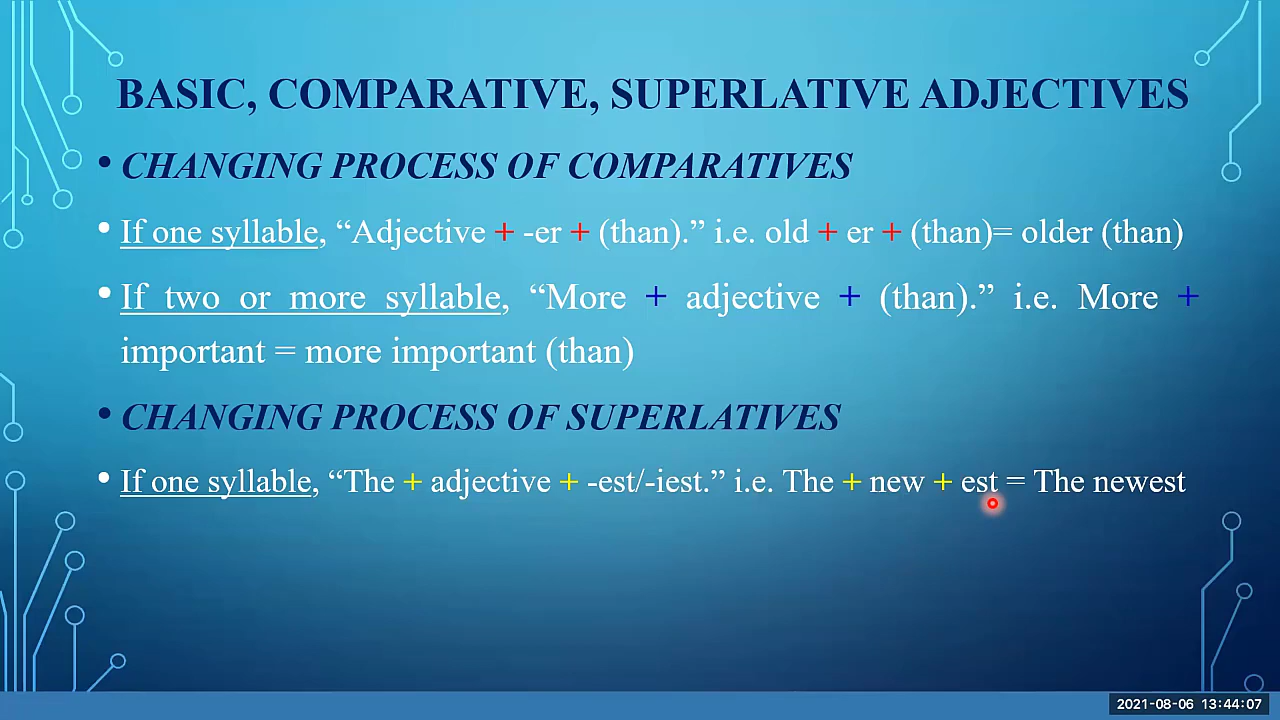 BASIC, COMPARATIVE, SUPERLATIVE ADJECTIVES
• CHANGING PROCESS OF COMPARATIVES
• If one syllable, “Adjective + -er + (than).” i.e. old + er + (than)= older (than)
• If two or more syllable, “More + adjective + (than).” i.e. More +
important = more important (than)
• CHANGING PROCESS OF SUPERLATIVES
• If one syllable, “The + adjective + -est/-iest.” i.e. The + new + est = The newest
2021-08-06 13:44:07